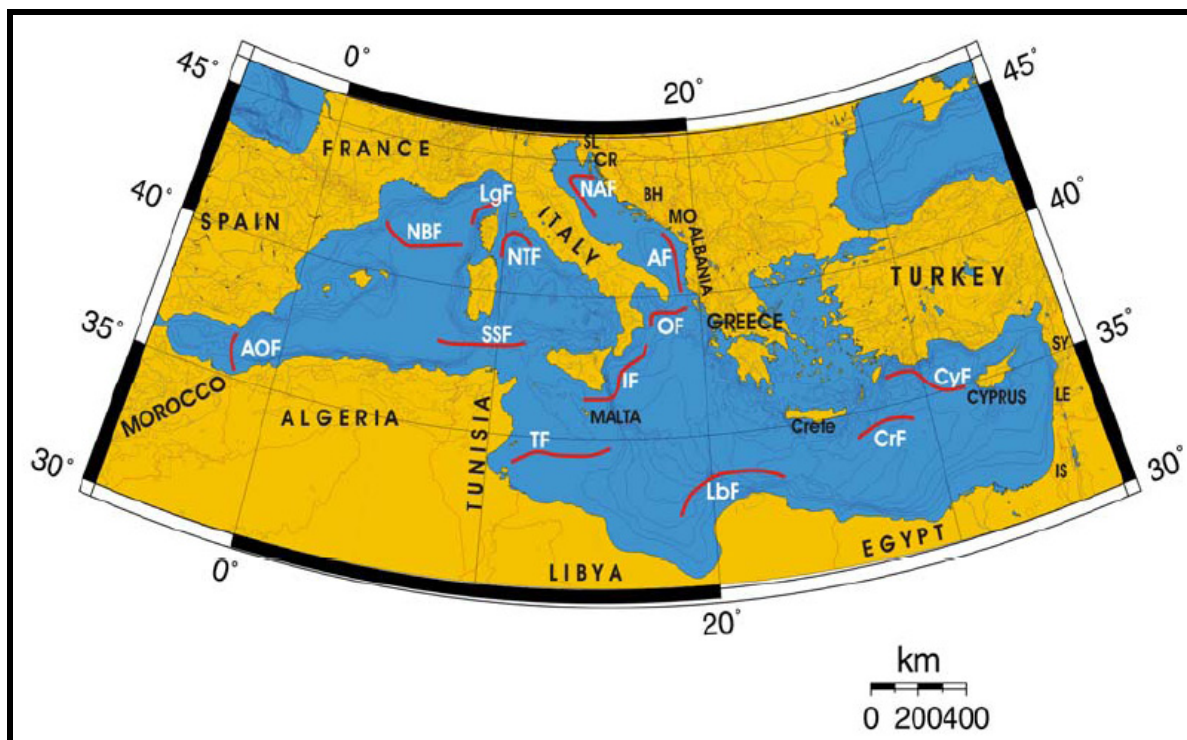 0°
20°
45°
45°
SL
FRANCE
CR
LgF
NAF
BH
40°
40°
SPAIN
NBF
ITALY
MO
ALBANIA
NTF
AF
TURKEY
OF
GREECE
35°
35°
AOF
SSF
SY
IF
CyF
MOROCCO
CYPRUS
LE
ALGERIA
MALTA
Crete
TUNISIA
TF
CrF
30°
30°
LbF
IS
EGYPT
0°
LIBYA
20°
km
0 200400